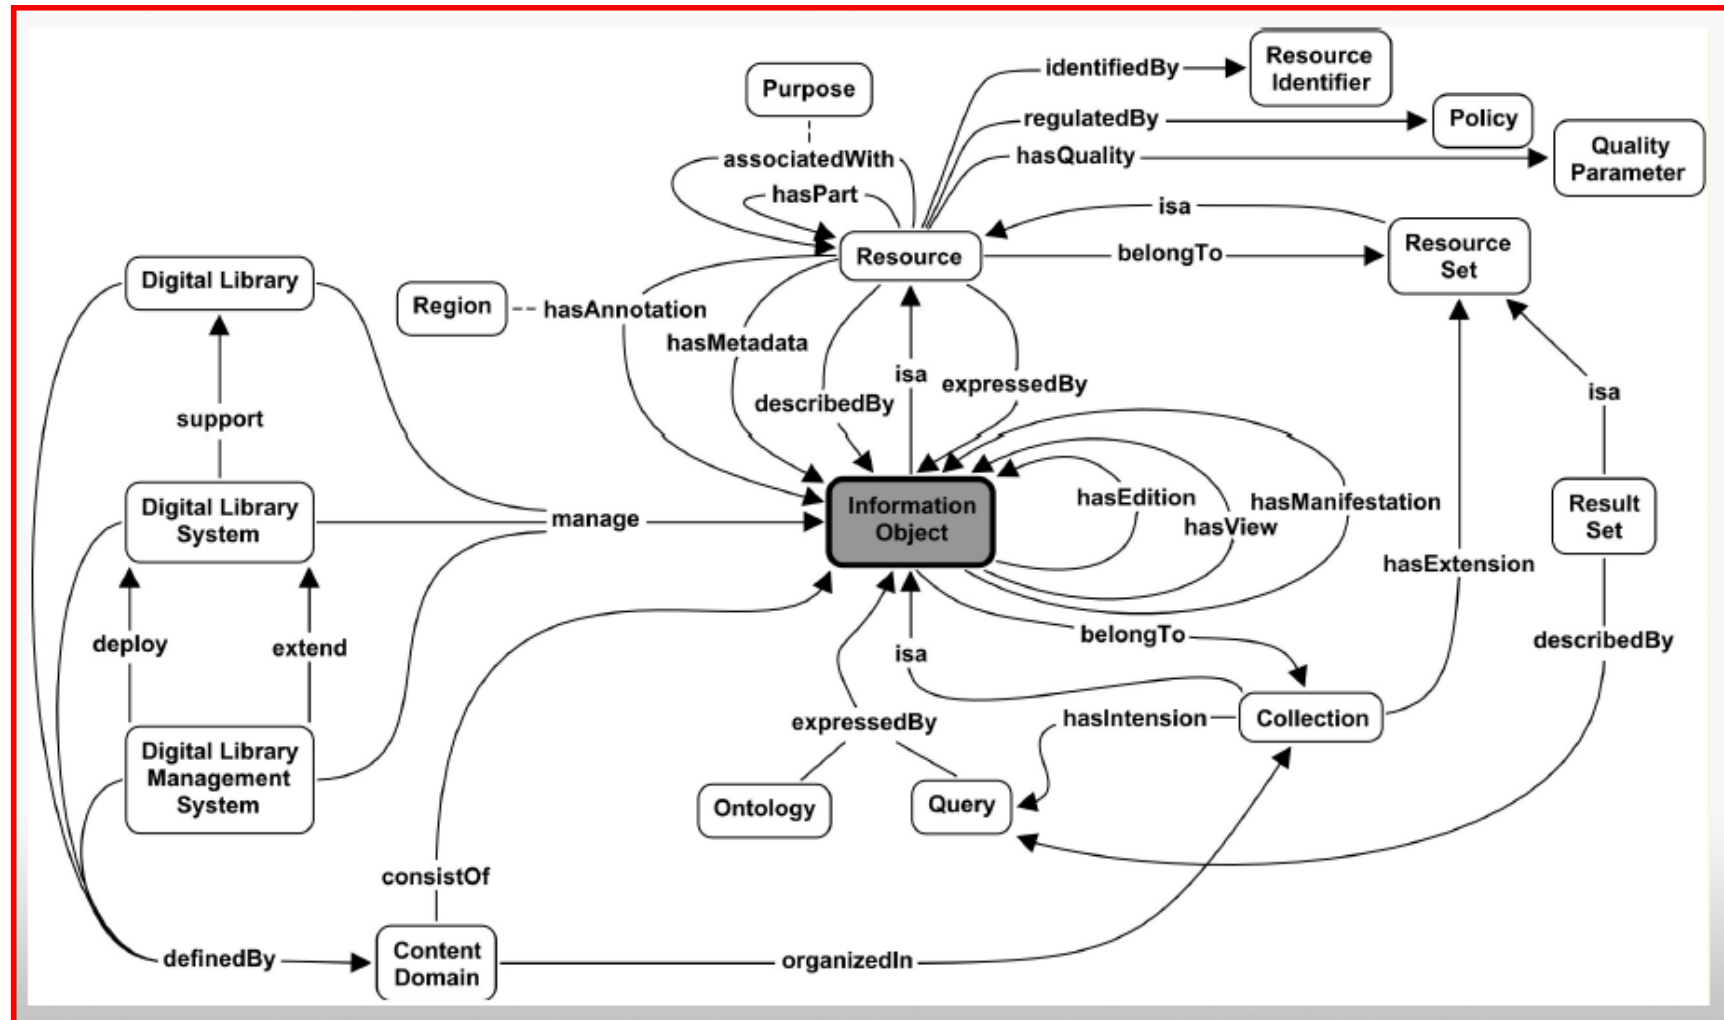 identifiedBy
Resource
Identifier
Purpose
regulatedBy
Policy
hasQuality
Quality
Parameter
associatedWith
hasPart
isa
Resource
belongTo
Resource
Set
Digital Library
Region
hasAnnotation
hasMetadata
describedBy
isa
expressedBy
isa
support
Digital Library
System
manage
Information
Object
hasEdition
hasView
hasManifestation
Result
Set
hasExtension
deploy
extend
belongTo
isa
describedBy
expressedBy
hasIntension
Collection
Digital Library
Management
System
Ontology
Query
consistOf
definedBy
Content
Domain
organizedIn